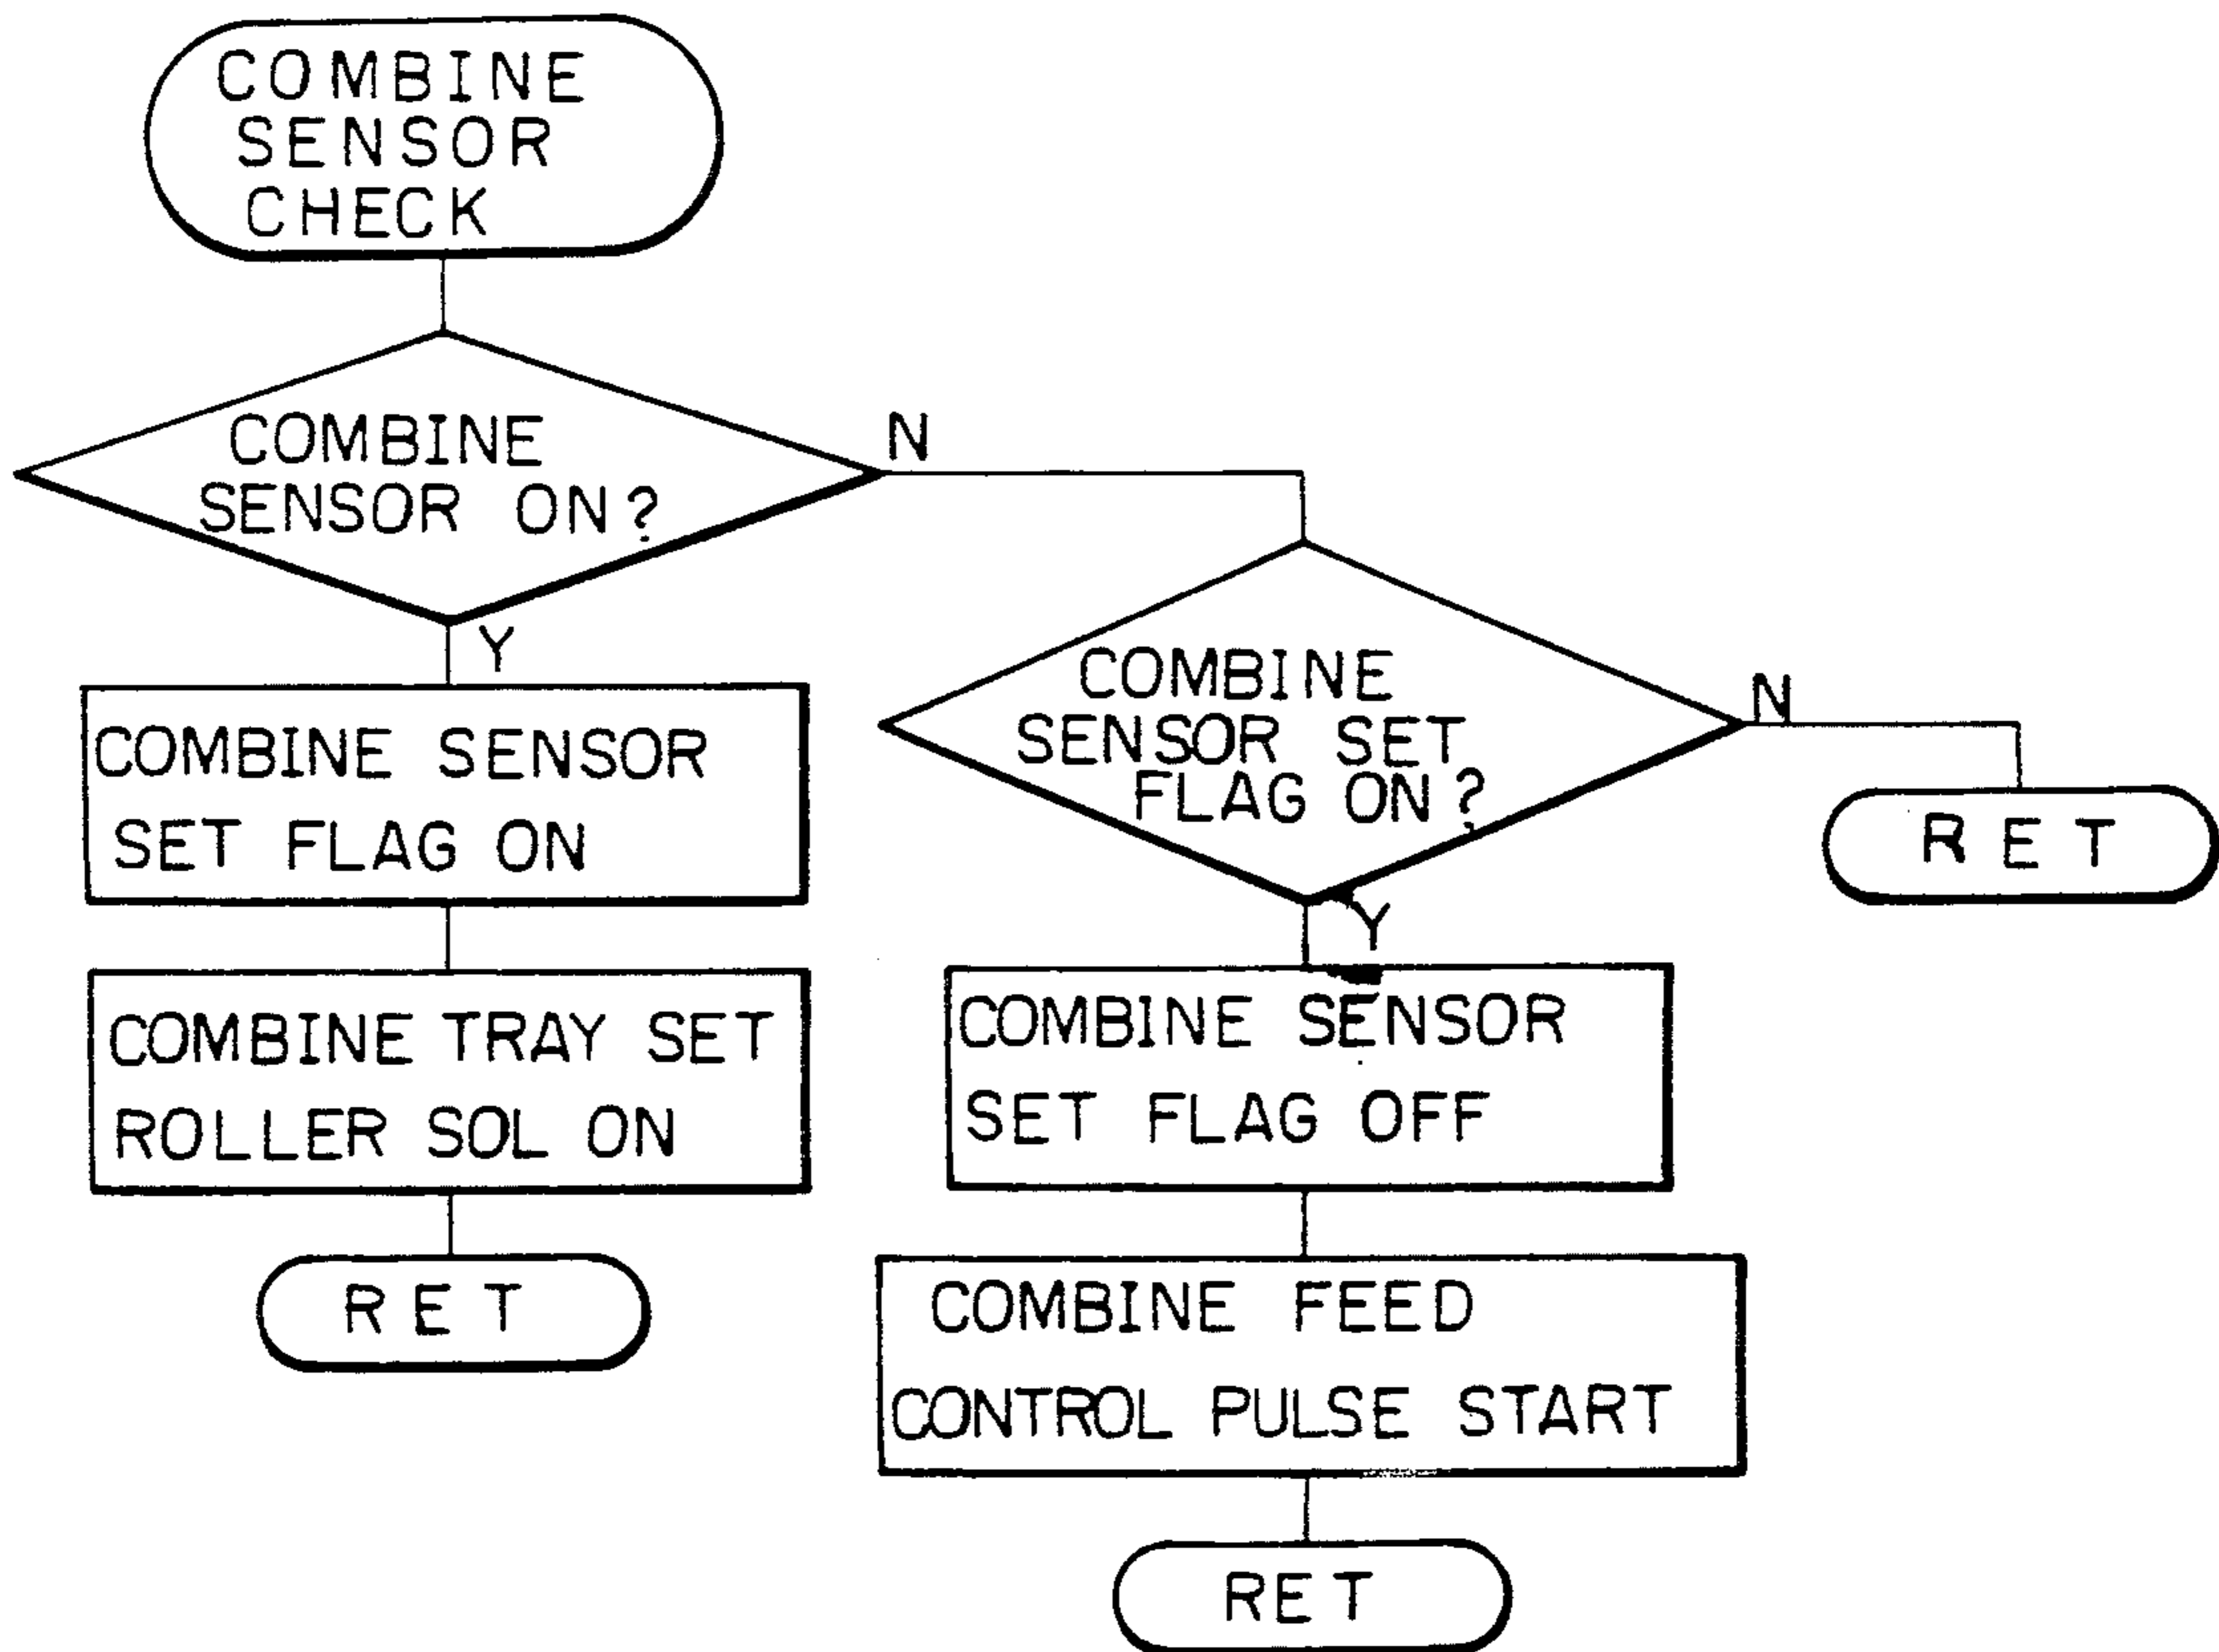 COMBINE
SENSOR
CHECK
COMBINE
SENSOR ON?
N
Y
COMBINE SENSOR
SET FLAG ON
COMBINE TRAY SET
ROLLER SOL ON
RET
COMBINE
SENSOR SET
FLAG ON?
N
RET
Y
COMBINE SENSOR
SET FLAG OFF
COMBINE FEED
CONTROL PULSE START
RET